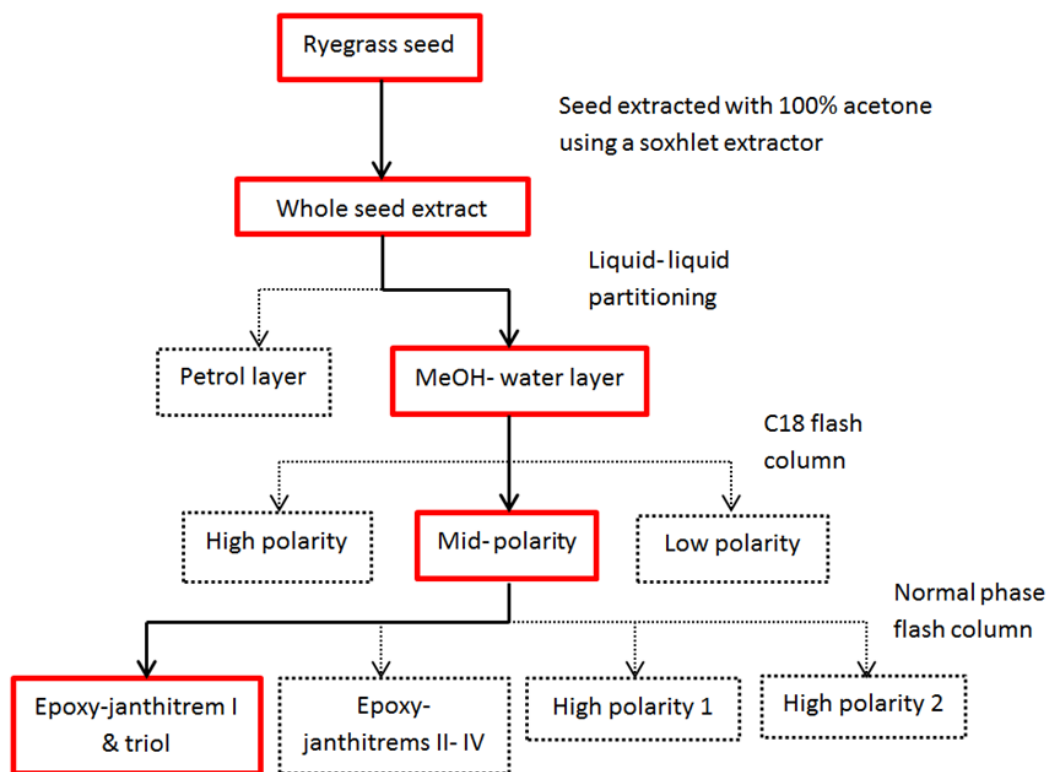 Ryegrass seed
Seed extracted with 100% acetone
using a soxhlet extractor
Whole seed extract
Liquid- liquid
partitioning
Petrol layer
MeOH- water layer
C18 flash
column
High polarity
Mid- polarity
Low polarity
Normal phase
flash column
Epoxy-janthitrem I
& triol
Epoxy-
janthitrems II- IV
High polarity 1
High polarity 2